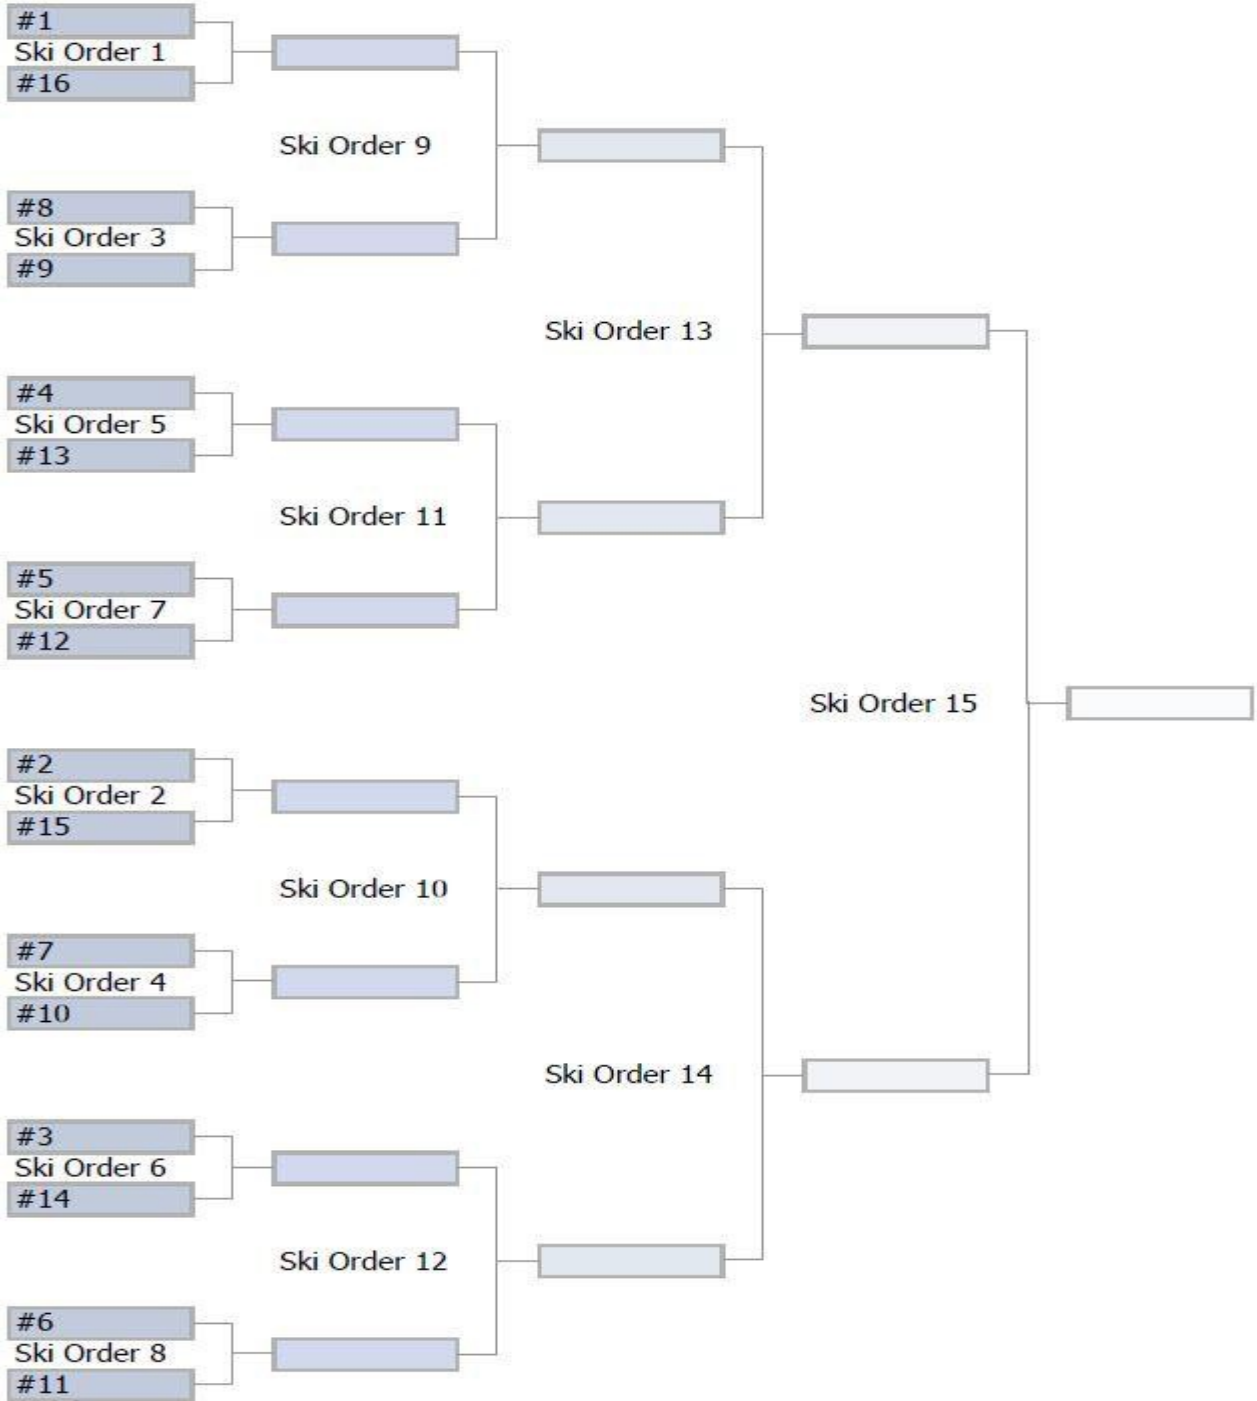 #1
Ski Order 1
#16
Ski Order 9
#8
Ski Order 3
#9
Ski Order 13
#4
Ski Order 5
#13
Ski Order 11
#5
Ski Order 7
#12
Ski Order 15
#2
Ski Order 2
#15
Ski Order 10
#7
Ski Order 4
#10
Ski Order 14
#3
Ski Order 6
#14
Ski Order 12
#6
Ski Order 8
#11